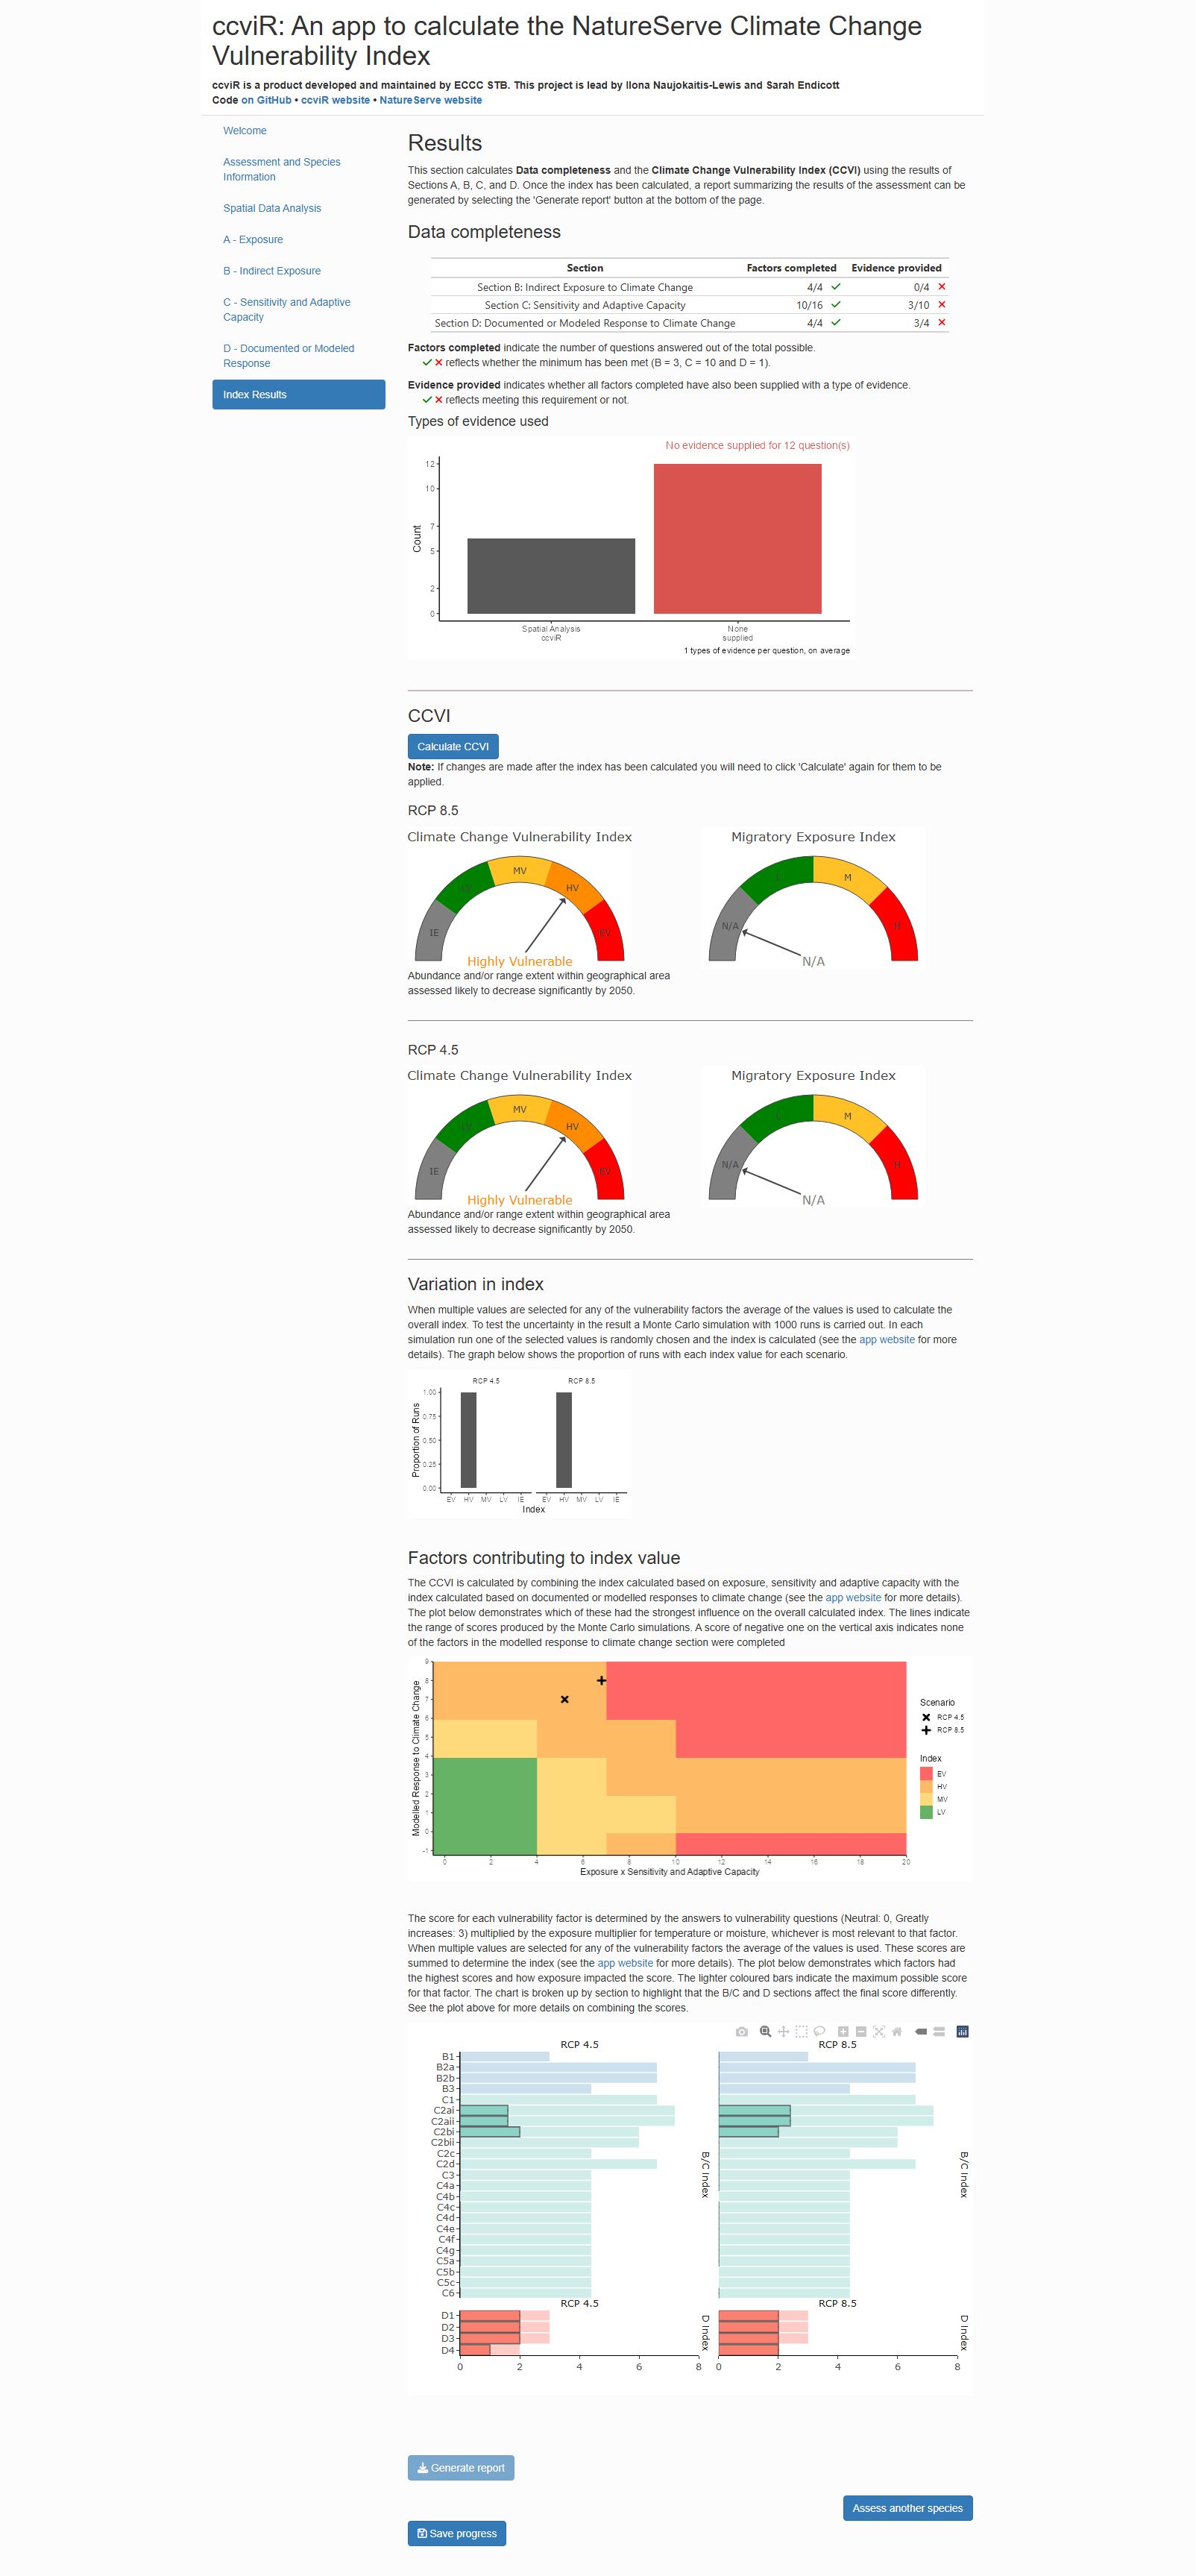 ccviR: An app to calculate the NatureServe Climate Change
Vulnerability Index
ccviR is a product developed and maintained by ECCC STB. This project is lead by Ilona Naujokaitis-Lewis and Sarah Endicott
Code on GitHub • ccviR website • NatureServe website
Welcome
Assessment and Species
Information
Spatial Data Analysis
A - Exposure
B - Indirect Exposure
C - Sensitivity and Adaptive
Capacity
D - Documented or Modeled
Response
Index Results
Results
This section calculates Data completeness and the Climate Change Vulnerability Index (CCVI) using the results of
Sections A, B, C, and D. Once the index has been calculated, a report summarizing the results of the assessment can be
generated by selecting the 'Generate report' button at the bottom of the page.
Data completeness
Section Factors completed Evidence provided
Section B: Indirect Exposure to Climate Change 4/4 ✓ 0/4 ✕
Section C: Sensitivity and Adaptive Capacity 10/16 ✓ 3/10 ✕
Section D: Documented or Modeled Response to Climate Change 4/4 ✓ 3/4 ✕
Factors completed indicate the number of questions answered out of the total possible.
✓ ✕ reflects whether the minimum has been met (B = 3, C = 10 and D = 1).
Evidence provided indicates whether all factors completed have also been supplied with a type of evidence.
✓ ✕ reflects meeting this requirement or not.
Types of evidence used
No evidence supplied for 12 question(s)
12
10
7
5
2
0
Count
Spatial Analysis
ccviR
None
supplied
1 types of evidence per question, on average
CCVI
Calculate CCVI
Note: If changes are made after the index has been calculated you will need to click 'Calculate' again for them to be
applied.
RCP 8.5
Climate Change Vulnerability Index
IE
MV
HV
EV
Highly Vulnerable
Abundance and/or range extent within geographical area
assessed likely to decrease significantly by 2050.
Migratory Exposure Index
N/A
M
H
N/A
RCP 4.5
Climate Change Vulnerability Index
IE
MV
HV
EV
Highly Vulnerable
Abundance and/or range extent within geographical area
assessed likely to decrease significantly by 2050.
Migratory Exposure Index
N/A
M
H
N/A
Variation in index
When multiple values are selected for any of the vulnerability factors the average of the values is used to calculate the
overall index. To test the uncertainty in the result a Monte Carlo simulation with 1000 runs is carried out. In each
simulation run one of the selected values is randomly chosen and the index is calculated (see the app website for more
details). The graph below shows the proportion of runs with each index value for each scenario.
RCP 4.5 RCP 8.5
1.00
0.75
0.50
0.25
0.00
Proportion of Runs
EV HV MV LV IE EV HV MV LV IE
Index
Factors contributing to index value
The CCVI is calculated by combining the index calculated based on exposure, sensitivity and adaptive capacity with the
index calculated based on documented or modelled responses to climate change (see the app website for more details).
The plot below demonstrates which of these had the strongest influence on the overall calculated index. The lines indicate
the range of scores produced by the Monte Carlo simulations. A score of negative one on the vertical axis indicates none
of the factors in the modelled response to climate change section were completed
9
8
7
6
5
4
3
2
1
0
-1
Modelled Response to Climate Change
0 2 4 6 8 10 12 14 16 18 20
Exposure x Sensitivity and Adaptive Capacity
Scenario
RCP 4.5
RCP 8.5
Index
EV
HV
MV
LV
The score for each vulnerability factor is determined by the answers to vulnerability questions (Neutral: 0, Greatly
increases: 3) multiplied by the exposure multiplier for temperature or moisture, whichever is most relevant to that factor.
When multiple values are selected for any of the vulnerability factors the average of the values is used. These scores are
summed to determine the index (see the app website for more details). The plot below demonstrates which factors had
the highest scores and how exposure impacted the score. The lighter coloured bars indicate the maximum possible score
for that factor. The chart is broken up by section to highlight that the B/C and D sections affect the final score differently.
See the plot above for more details on combining the scores.
RCP 4.5 RCP 8.5
B1
B2a
B2b
B3
C1
C2ai
C2aii
C2bi
C2bii
C2c
C2d
C3
C4a
C4b
C4c
C4d
C4e
C4f
C4g
C5a
C5b
C5c
C6
B/C Index B/C Index
RCP 4.5 RCP 8.5
D1
D2
D3
D4
D Index D Index
0 2 4 6 8 0 2 4 6 8
Generate report
Assess another species
Save progress